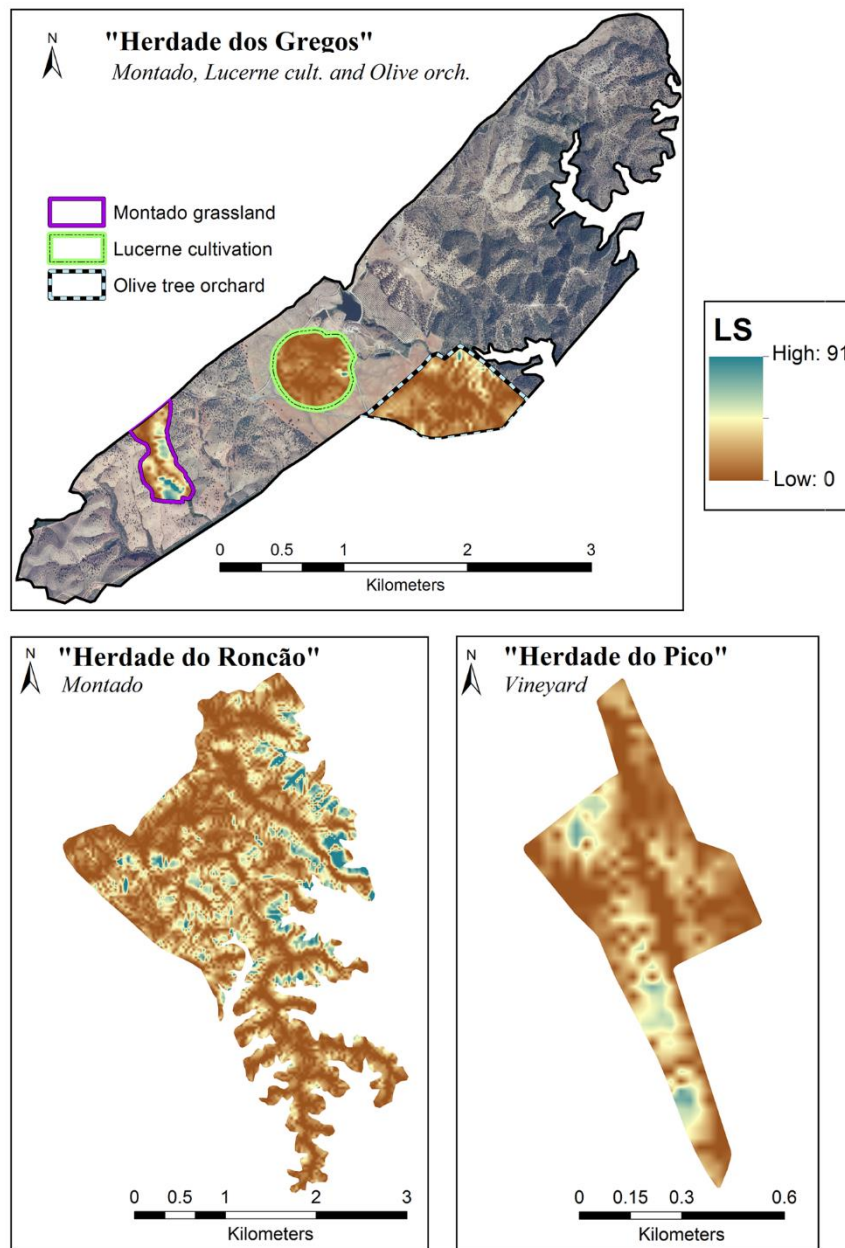 N
"Herdade dos Gregos"
Montado, Lucerne cult. and Olive orch.
Montado grassland
Lucerne cultivation
Olive tree orchard
0 0.5 1 2 3
Kilometers
LS
High: 91
Low: 0
N
"Herdade do Roncão"
Montado
0 0.5 1 2 3
Kilometers
N
"Herdade do Pico"
Vineyard
0 0.15 0.3 0.6
Kilometers